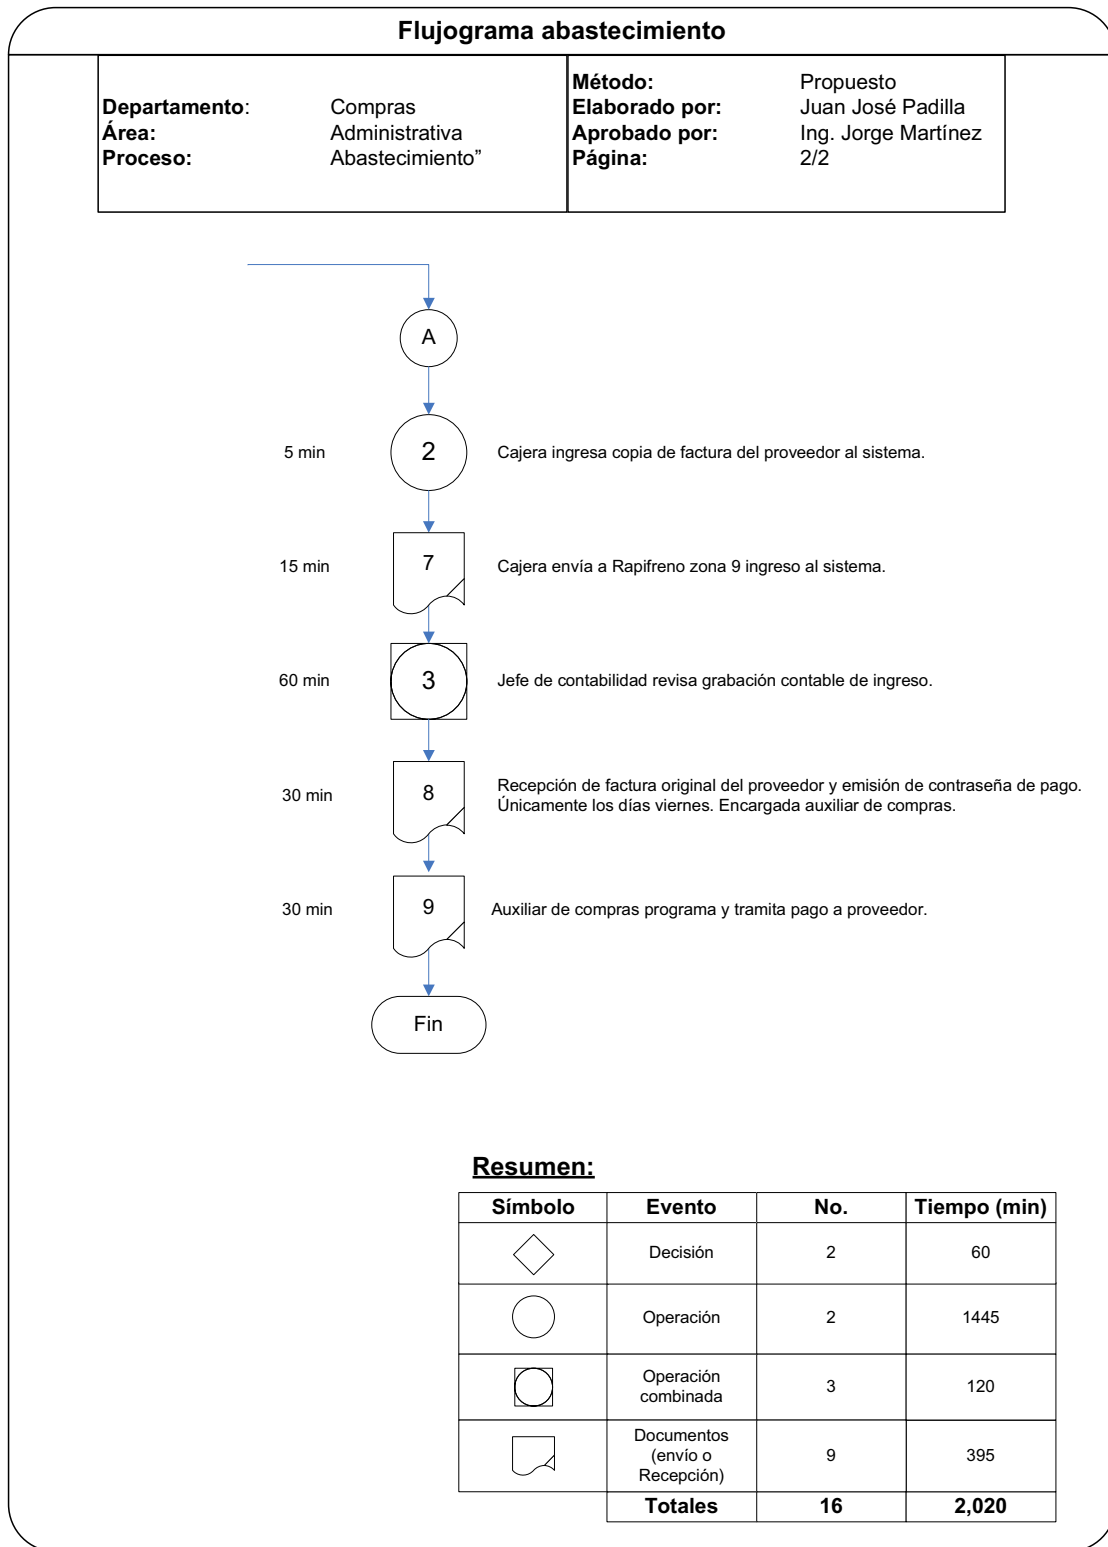 Flujograma abastecimiento
Departamento: Compras
Área: Administrativa
Proceso: Abastecimiento”
Método: Propuesto
Elaborado por: Juan José Padilla
Aprobado por: Ing. Jorge Martínez
Página: 2/2
A
5 min 2 Cajera ingresa copia de factura del proveedor al sistema.
15 min 7 Cajera envía a Rapifreno zona 9 ingreso al sistema.
60 min 3 Jefe de contabilidad revisa grabación contable de ingreso.
30 min 8 Recepción de factura original del proveedor y emisión de contraseña de pago.
Únicamente los días viernes. Encargada auxiliar de compras.
30 min 9 Auxiliar de compras programa y tramita pago a proveedor.
Fin
Resumen:
Símbolo Evento No. Tiempo (min)
Decisión 2 60
Operación 2 1445
Operación
combinada 3 120
Documentos
(envío o
Recepción) 9 395
Totales 16 2,020